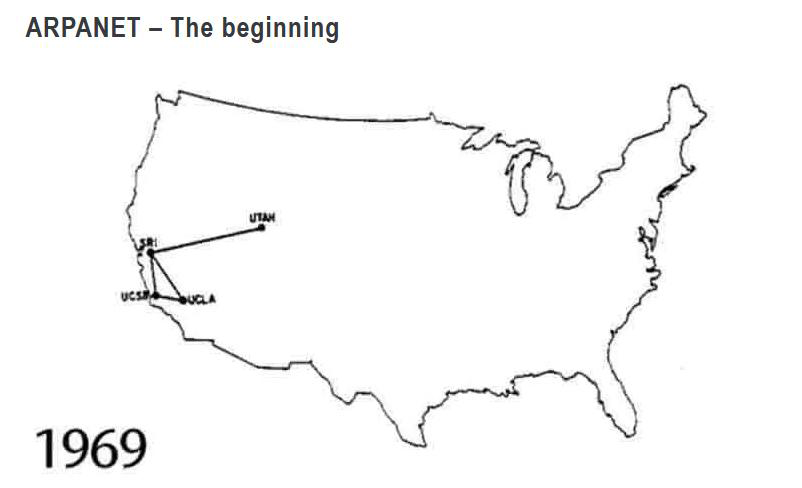 ARPANET – The beginning
UTAH
SRI
UCSB
UCLA
1969